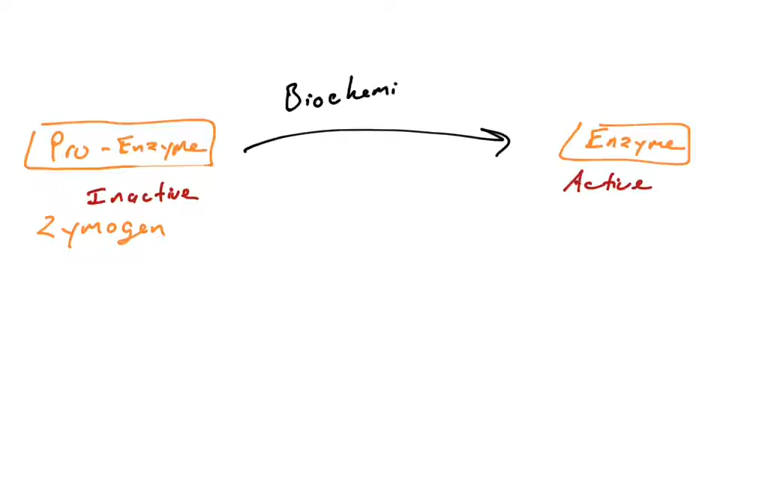 Biochemi
Pro-Enzyme
Enzyme
Inactive
Active
Zymogen